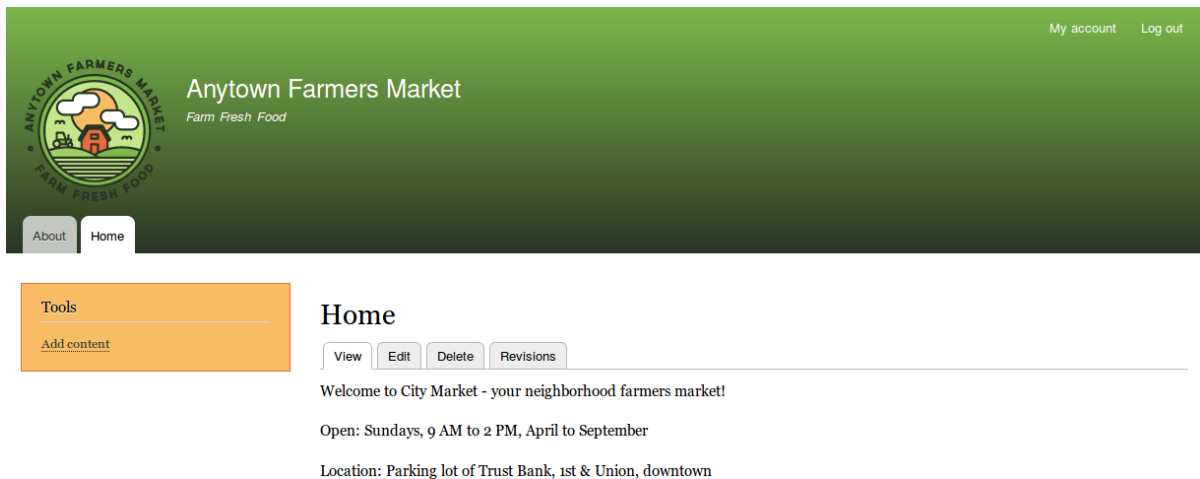 My account Log out
ANYTOWN FARMERS MARKET
FARM FRESH FOOD
Anytown Farmers Market
Farm Fresh Food
About Home
Tools
Add content
Home
View Edit Delete Revisions
Welcome to City Market - your neighborhood farmers market!
Open: Sundays, 9 AM to 2 PM, April to September
Location: Parking lot of Trust Bank, 1st & Union, downtown